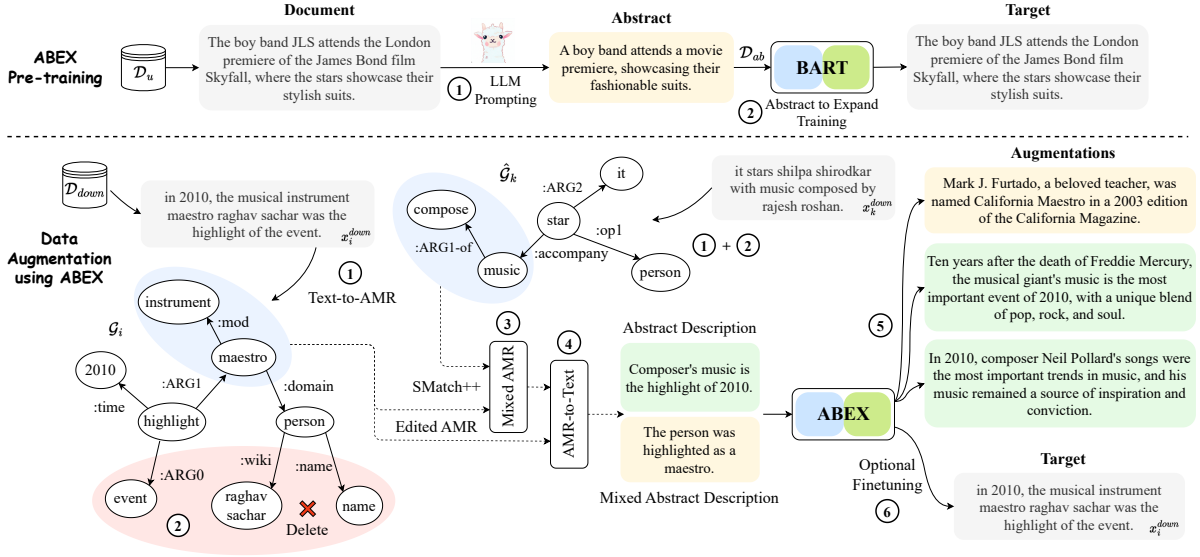 Document
Abstract
Target
ABEX
Pre-training
𝒟u
The boy band JLS attends the London
premiere of the James Bond film
Skyfall, where the stars showcase their
stylish suits.
1
LLM
Prompting
A boy band attends a movie
premiere, showcasing their
fashionable suits.
𝒟ab
BART
2
Abstract to Expand
Training
The boy band JLS attends the London
premiere of the James Bond film
Skyfall, where the stars showcase their
stylish suits.
𝒟down
Data
Augmentation
using ABEX
in 2010, the musical instrument
maestro raghav sachar was the
highlight of the event. x_i^down
1
Text-to-AMR
𝒢i
instrument
:mod
maestro
2010
:time
:ARG1
highlight
:domain
person
:ARG0
event
:wiki
:name
raghav
sachar
name
2
Delete
𝒢̂k
compose
:ARG1-of
music
:ARG2
it
star
:accompany
:op1
person
it stars shilpa shirodkar
with music composed by
rajesh roshan. x_k^down
1 + 2
3
Mixed AMR
SMatch++
Edited AMR
4
AMR-to-Text
Abstract Description
Composer's music is
the highlight of 2010.
The person was
highlighted as a
maestro.
Mixed Abstract Description
ABEX
5
Augmentations
Mark J. Furtado, a beloved teacher, was
named California Maestro in a 2003 edition
of the California Magazine.
Ten years after the death of Freddie Mercury,
the musical giant's music is the most
important event of 2010, with a unique blend
of pop, rock, and soul.
In 2010, composer Neil Pollard's songs were
the most important trends in music, and his
music remained a source of inspiration and
conviction.
Optional
Finetuning
6
Target
in 2010, the musical instrument
maestro raghav sachar was the
highlight of the event. x_i^down